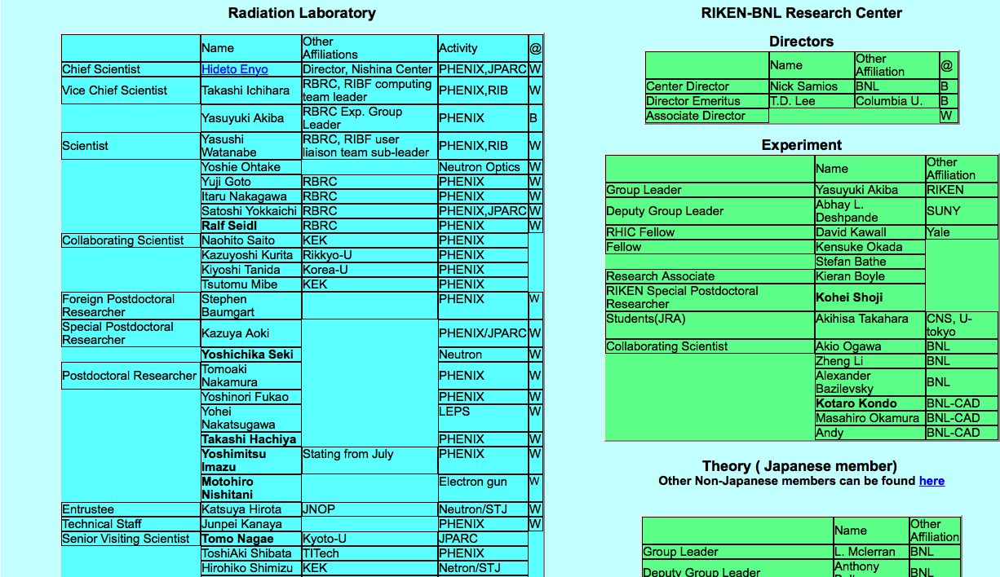 Radiation Laboratory
Name
Other
Affiliations
Activity
@
Chief Scientist
Hideto Enyo
Director, Nishina Center
PHENIX,JPARC
W
Vice Chief Scientist
Takashi Ichihara
RBRC, RIBF computing
team leader
PHENIX,RIB
W
Yasuyuki Akiba
RBRC Exp. Group
Leader
PHENIX
B
Scientist
Yasushi
Watanabe
RBRC, RIBF user
liaison team sub-leader
PHENIX,RIB
W
Yoshie Ohtake
Neutron Optics
W
Yuji Goto
RBRC
PHENIX
W
Itaru Nakagawa
RBRC
PHENIX
W
Satoshi Yokkaichi
RBRC
PHENIX,JPARC
W
Ralf Seidl
RBRC
PHENIX
W
Collaborating Scientist
Naohito Saito
KEK
PHENIX
Kazuyoshi Kurita
Rikkyo-U
PHENIX
Kiyoshi Tanida
Korea-U
PHENIX
Tsutomu Mibe
KEK
PHENIX
Foreign Postdoctoral
Researcher
Stephen
Baumgart
PHENIX
W
Special Postdoctoral
Researcher
Kazuya Aoki
PHENIX/JPARC
W
Yoshichika Seki
Neutron
W
Postdoctoral Researcher
Tomoaki
Nakamura
PHENIX
W
Yoshinori Fukao
PHENIX
W
Yohei
Nakatsugawa
LEPS
W
Takashi Hachiya
PHENIX
W
Yoshimitsu
Imazu
Stating from July
PHENIX
W
Motohiro
Nishitani
Electron gun
W
Entrustee
Katsuya Hirota
JNOP
Neutron/STJ
W
Technical Staff
Junpei Kanaya
PHENIX
W
Senior Visiting Scientist
Tomo Nagae
Kyoto-U
JPARC
ToshiAki Shibata
TITech
PHENIX
Hirohiko Shimizu
KEK
Netron/STJ
RIKEN-BNL Research Center
Directors
Name
Other
Affiliation
@
Center Director
Nick Samios
BNL
B
Director Emeritus
T.D. Lee
Columbia U.
B
Associate Director
W
Experiment
Name
Other
Affiliation
Group Leader
Yasuyuki Akiba
RIKEN
Deputy Group Leader
Abhay L.
Deshpande
SUNY
RHIC Fellow
David Kawall
Yale
Fellow
Kensuke Okada
Stefan Bathe
Research Associate
Kieran Boyle
RIKEN Special Postdoctoral
Researcher
Kohei Shoji
Students(JRA)
Akihisa Takahara
CNS, U-
tokyo
Collaborating Scientist
Akio Ogawa
BNL
Zheng Li
BNL
Alexander
Bazilevsky
BNL
Kotaro Kondo
BNL-CAD
Masahiro Okamura
BNL-CAD
Andy
BNL-CAD
Theory ( Japanese member)
Other Non-Japanese members can be found here
Name
Other
Affiliation
Group Leader
L. Mclerran
BNL
Deputy Group Leader
Anthony
BNL